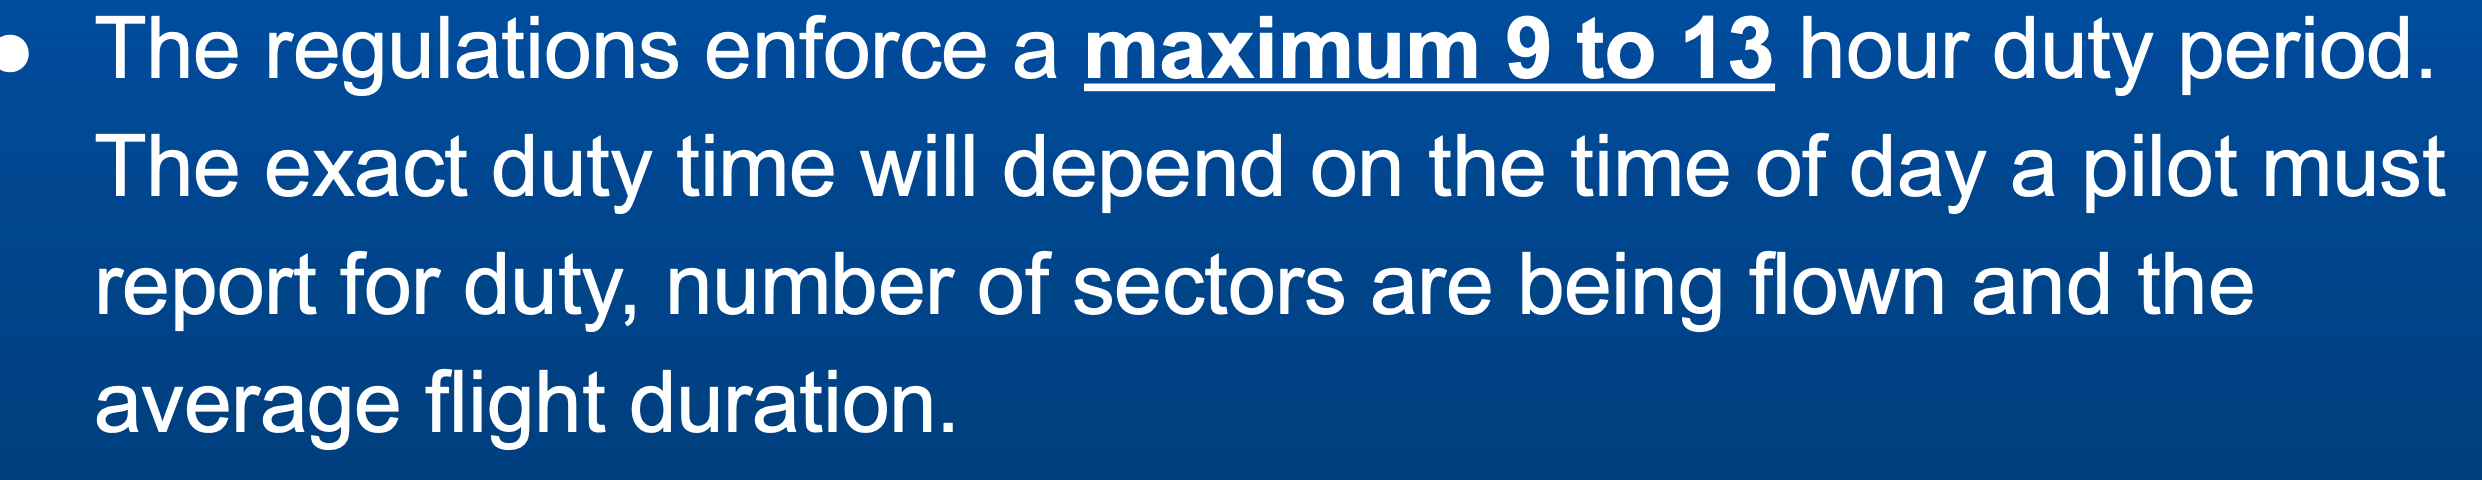 • The regulations enforce a maximum 9 to 13 hour duty period.
The exact duty time will depend on the time of day a pilot must
report for duty, number of sectors are being flown and the
average flight duration.